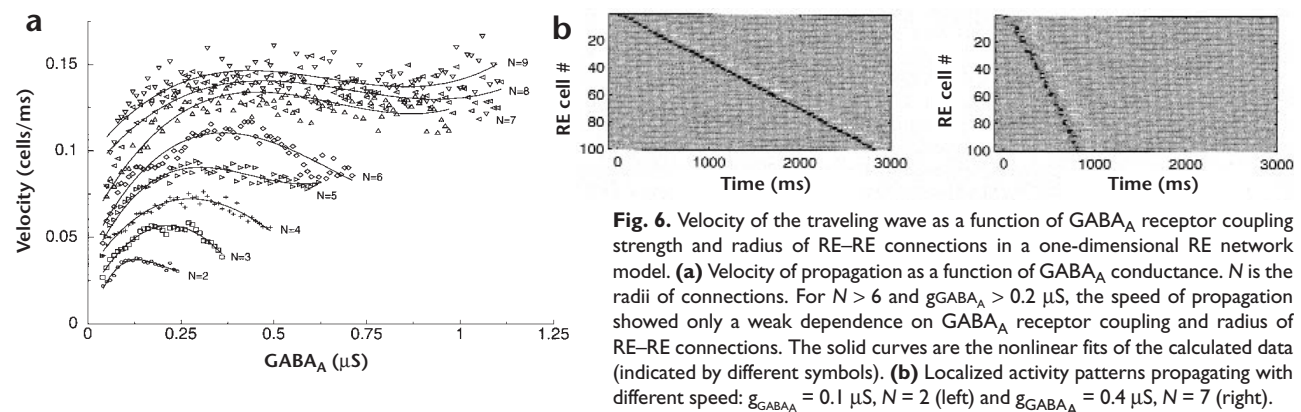 a
Velocity (cells/ms)
0.15
0.1
0.05
0
N=9
N=8
N=7
N=6
N=5
N=4
N=3
N=2
0 0.25 0.5 0.75 1 1.25
GABA_A (μS)
b
RE cell #
20
40
60
80
100
0 1000 2000 3000
Time (ms)
RE cell #
20
40
60
80
100
0 1000 2000 3000
Time (ms)
Fig. 6. Velocity of the traveling wave as a function of GABA_A receptor coupling
strength and radius of RE–RE connections in a one-dimensional RE network
model. (a) Velocity of propagation as a function of GABA_A conductance. N is the
radii of connections. For N > 6 and gGABA_A > 0.2 μS, the speed of propagation
showed only a weak dependence on GABA_A receptor coupling and radius of
RE–RE connections. The solid curves are the nonlinear fits of the calculated data
(indicated by different symbols). (b) Localized activity patterns propagating with
different speed: g_GABA_A = 0.1 μS, N = 2 (left) and g_GABA_A = 0.4 μS, N = 7 (right).